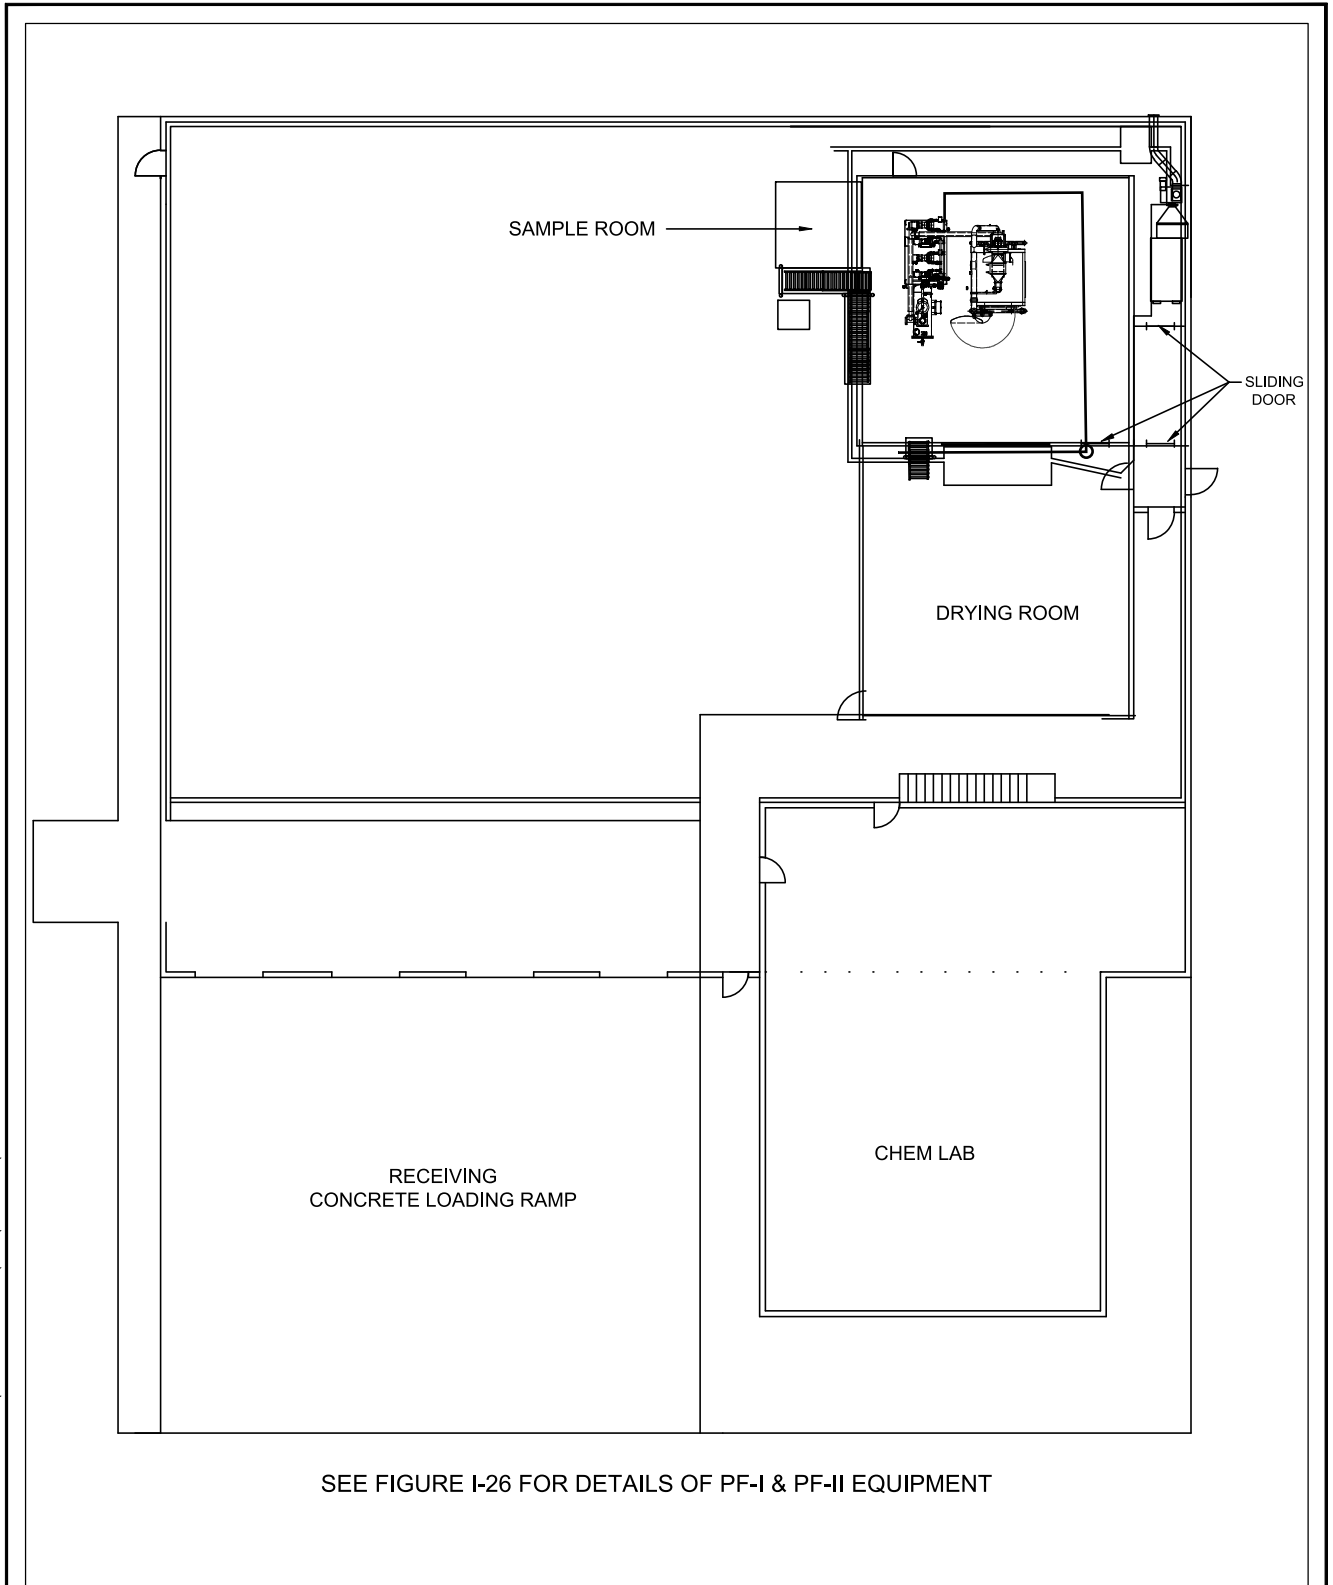 SAMPLE ROOM
SLIDING
DOOR
DRYING ROOM
CHEM LAB
RECEIVING
CONCRETE LOADING RAMP
SEE FIGURE I-26 FOR DETAILS OF PF-I & PF-II EQUIPMENT